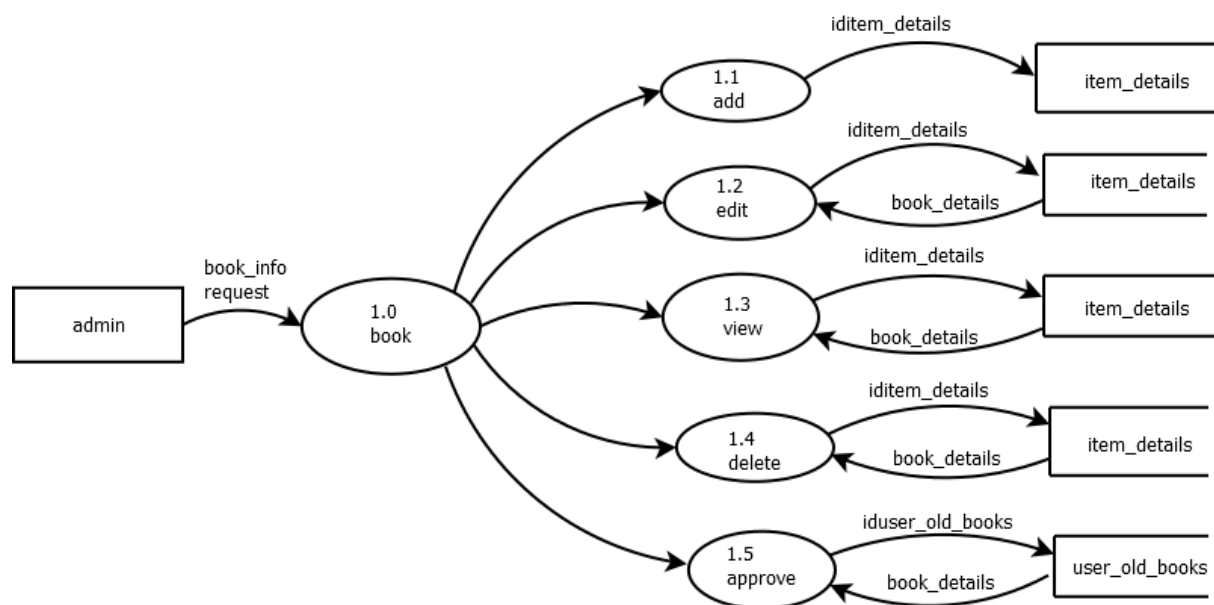 iditem_details
1.1
add
item_details
iditem_details
1.2
edit
item_details
book_details
book_info
request
admin
1.0
book
iditem_details
1.3
view
item_details
book_details
iditem_details
1.4
delete
item_details
book_details
iduser_old_books
1.5
approve
user_old_books
book_details